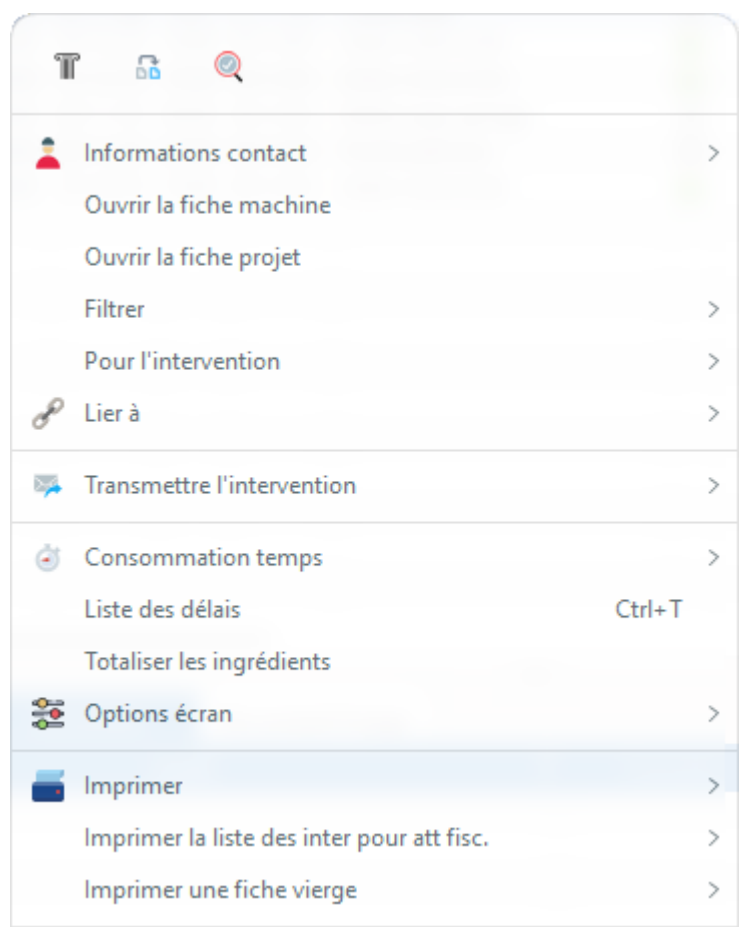 Informations contact
Ouvrir la fiche machine
Ouvrir la fiche projet
Filtrer
Pour l'intervention
Lier à
Transmettre l'intervention
Consommation temps
Liste des délais Ctrl+T
Totaliser les ingrédients
Options écran
Imprimer
Imprimer la liste des inter pour att fisc.
Imprimer une fiche vierge